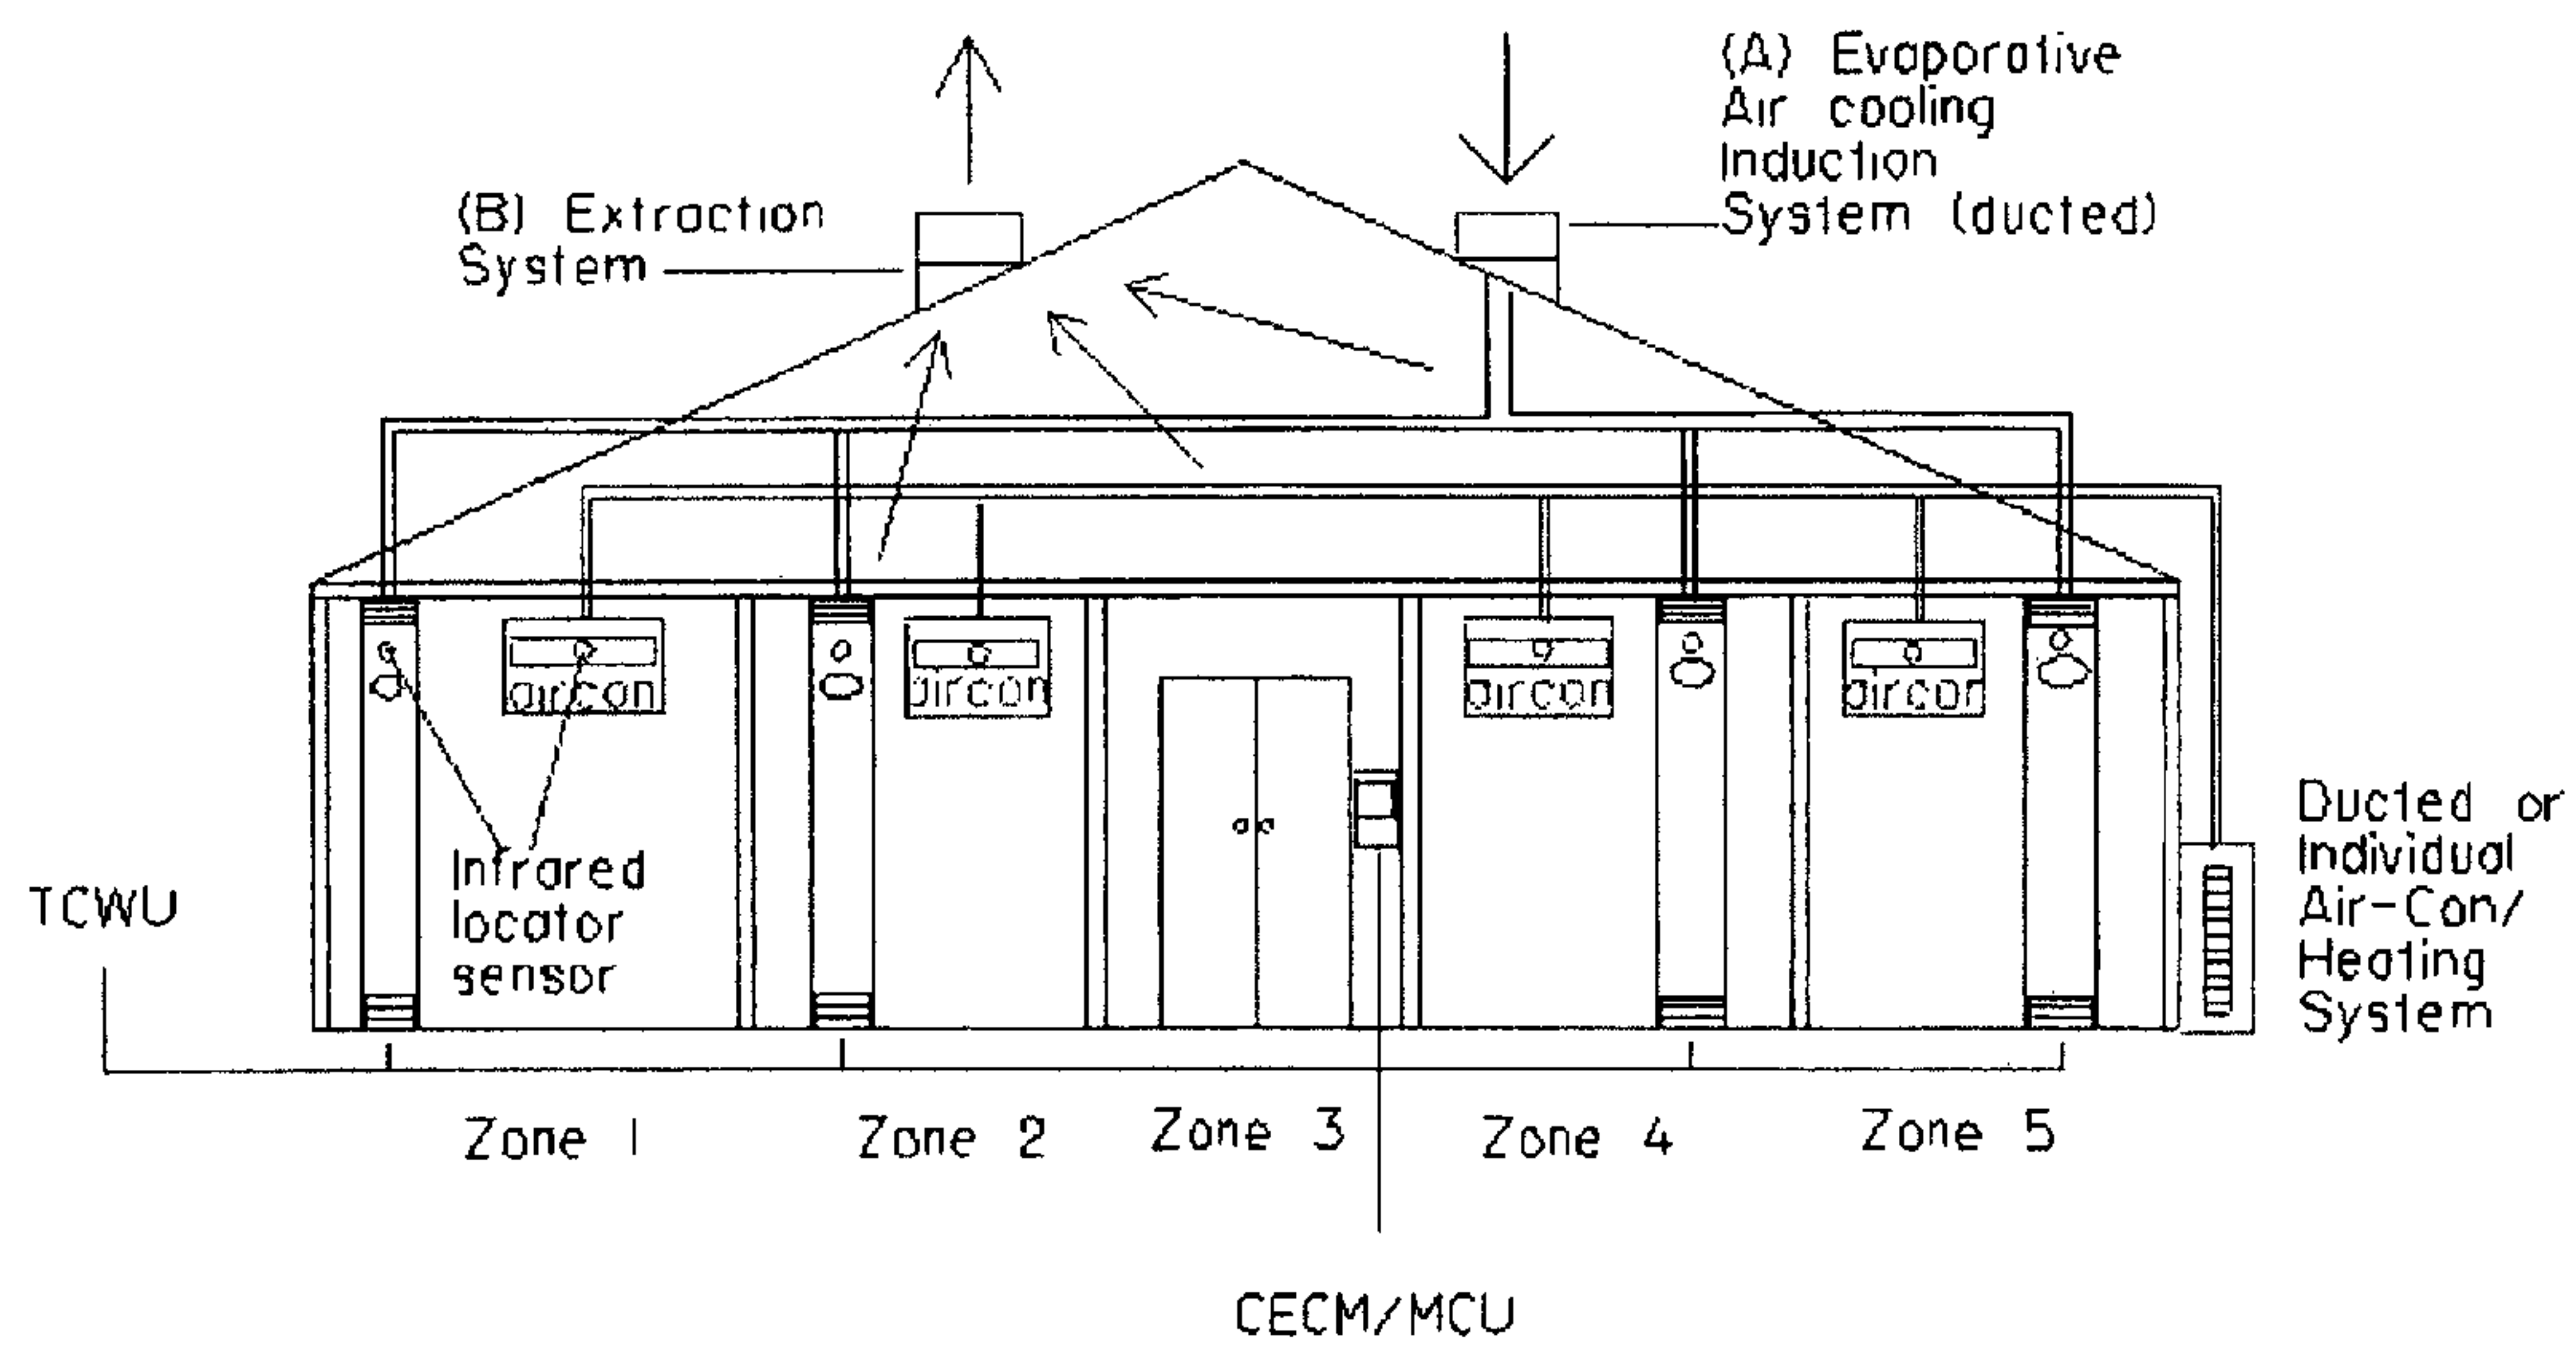 (A) Evaporative
Air cooling
Induction
System (ducted)
(B) Extraction
System
aircon
aircon
aircon
aircon
Infrared
locator
sensor
TCWU
Ducted or
Individual
Air-Con/
Heating
System
Zone 1
Zone 2
Zone 3
Zone 4
Zone 5
CECM/MCU